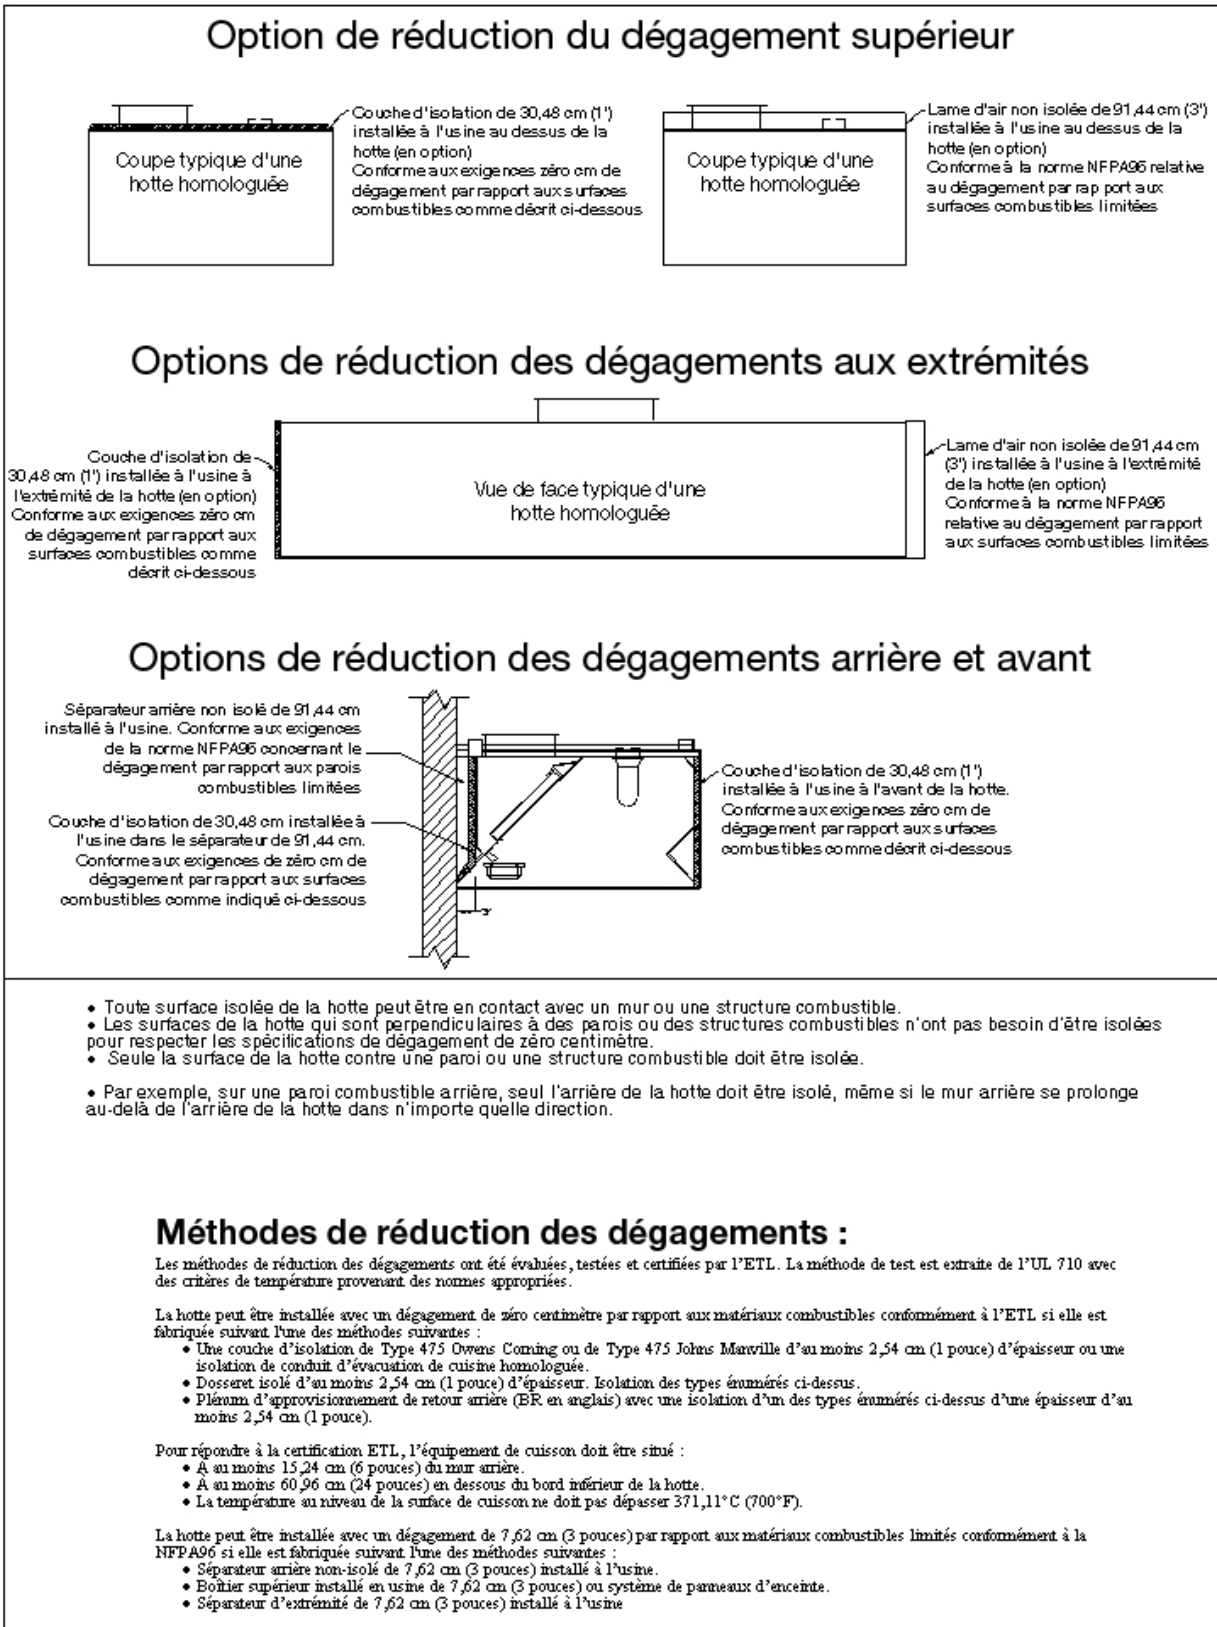 Option de réduction du dégagement supérieur
Couche d'isolation de 30,48 cm (1')
installée à l'usine au dessus de la
hotte (en option)
Conforme aux exigences zéro cm de
dégagement par rapport aux surfaces
combustibles comme décrit ci-dessous
Coupe typique d'une
hotte homologuée
Lame d'air non isolée de 91,44 cm (3')
installée à l'usine au dessus de la
hotte (en option)
Conforme à la norme NFPA96 relative
au dégagement par rap port aux
surfaces combustibles limitées
Coupe typique d'une
hotte homologuée
Options de réduction des dégagements aux extrémités
Couche d'isolation de
30,48 cm (1') installée à l'usine à
l'extrémité de la hotte (en option)
Conforme aux exigences zéro cm
de dégagement par rapport aux
surfaces combustibles comme
décrit ci-dessous
Vue de face typique d'une
hotte homologuée
Lame d'air non isolée de 91,44 cm
(3') installée à l'usine à l'extrémité
de la hotte (en option)
Conforme à la norme NFPA96
relative au dégagement par rapport
aux surfaces combustibles limitées
Options de réduction des dégagements arrière et avant
Séparateur arrière non isolé de 91,44 cm
installé à l'usine. Conforme aux exigences
de la norme NFPA96 concernant le
dégagement par rapport aux parois
combustibles limitées
Couche d'isolation de 30,48 cm installée à
l'usine dans le séparateur de 91,44 cm.
Conforme aux exigences de zéro cm de
dégagement par rapport aux surfaces
combustibles comme indiqué ci-dessous
3"
Couche d'isolation de 30,48 cm (1')
installée à l'usine à l'avant de la hotte.
Conforme aux exigences zéro cm de
dégagement par rapport aux surfaces
combustibles comme décrit ci-dessous
• Toute surface isolée de la hotte peut être en contact avec un mur ou une structure combustible.
• Les surfaces de la hotte qui sont perpendiculaires à des parois ou des structures combustibles n'ont pas besoin d'être isolées
pour respecter les spécifications de dégagement de zéro centimètre.
• Seule la surface de la hotte contre une paroi ou une structure combustible doit être isolée.
• Par exemple, sur une paroi combustible arrière, seul l'arrière de la hotte doit être isolé, même si le mur arrière se prolonge
au-delà de l'arrière de la hotte dans n'importe quelle direction.
Méthodes de réduction des dégagements :
Les méthodes de réduction des dégagements ont été évaluées, testées et certifiées par l'ETL. La méthode de test est extraite de l'UL 710 avec
des critères de température provenant des normes appropriées.
La hotte peut être installée avec un dégagement de zéro centimètre par rapport aux matériaux combustibles conformément à l'ETL si elle est
fabriquée suivant l'une des méthodes suivantes :
• Une couche d'isolation de Type 475 Owens Corning ou de Type 475 Johns Manville d'au moins 2,54 cm (1 pouce) d'épaisseur ou une
isolation de conduit d'évacuation de cuisine homologuée.
• Dosseret isolé d'au moins 2,54 cm (1 pouce) d'épaisseur. Isolation des types énumérés ci-dessus.
• Plénum d'approvisionnement de retour arrière (BR en anglais) avec une isolation d'un des types énumérés ci-dessus d'une épaisseur d'au
moins 2,54 cm (1 pouce).
Pour répondre à la certification ETL, l'équipement de cuisson doit être situé :
• A au moins 15,24 cm (6 pouces) du mur arrière.
• A au moins 60,96 cm (24 pouces) en dessous du bord inférieur de la hotte.
• La température au niveau de la surface de cuisson ne doit pas dépasser 371,11°C (700°F).
La hotte peut être installée avec un dégagement de 7,62 cm (3 pouces) par rapport aux matériaux combustibles limités conformément à la
NFPA96 si elle est fabriquée suivant l'une des méthodes suivantes :
• Séparateur arrière non-isolé de 7,62 cm (3 pouces) installé à l'usine.
• Boîtier supérieur installé en usine de 7,62 cm (3 pouces) ou système de panneaux d'enceinte.
• Séparateur d'extrémité de 7,62 cm (3 pouces) installé à l'usine